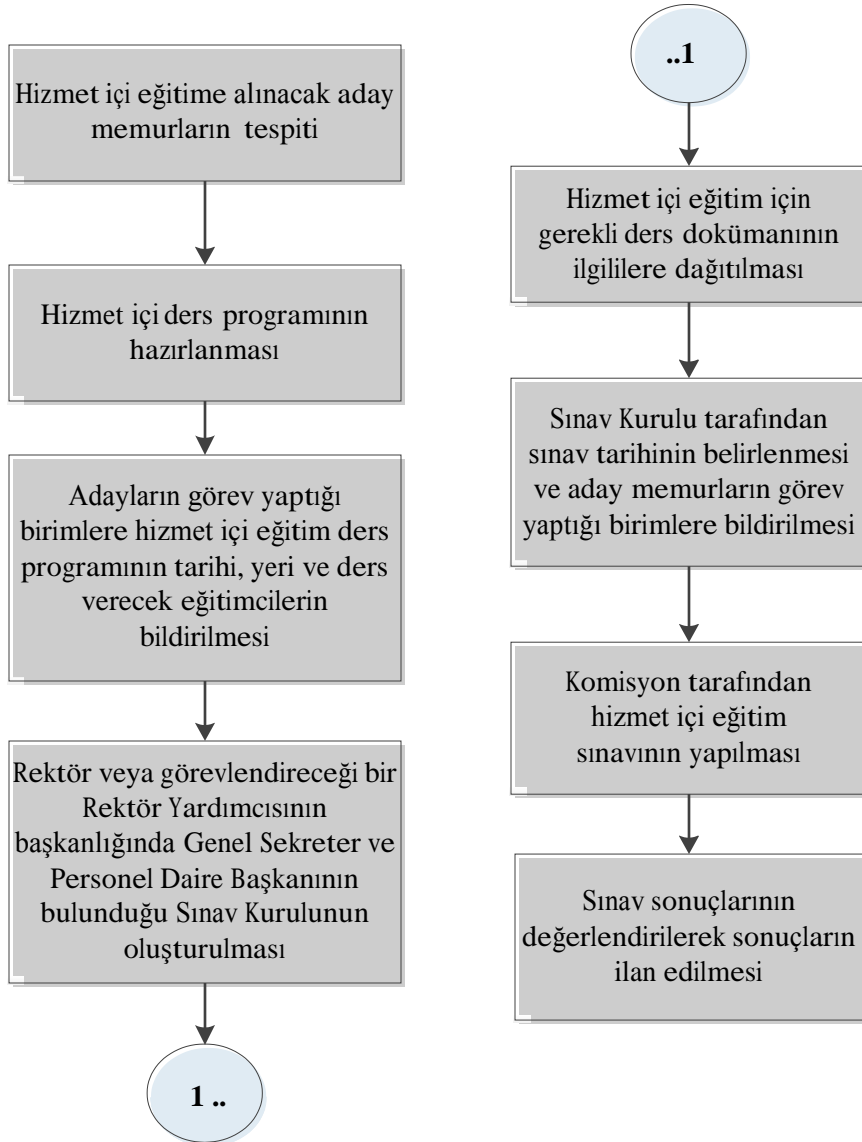 Hizmet içi eğitime alınacak aday
memurların tespiti
Hizmet içi ders programının
hazırlanması
Adayların görev yaptığı
birimlere hizmet içi eğitim ders
programının tarihi, yeri ve ders
verecek eğitimcilerin
bildirilmesi
Rektör veya görevlendireceği bir
Rektör Yardımcısının
başkanlığında Genel Sekreter ve
Personel Daire Başkanının
bulunduğu Sınav Kurulunun
oluşturulması
1 ..
..1
Hizmet içi eğitim için
gerekli ders dokümanının
ilgililere dağıtılması
Sınav Kurulu tarafından
sınav tarihinin belirlenmesi
ve aday memurların görev
yaptığı birimlere bildirilmesi
Komisyon tarafından
hizmet içi eğitim
sınavının yapılması
Sınav sonuçlarının
değerlendirilerek sonuçların
ilan edilmesi